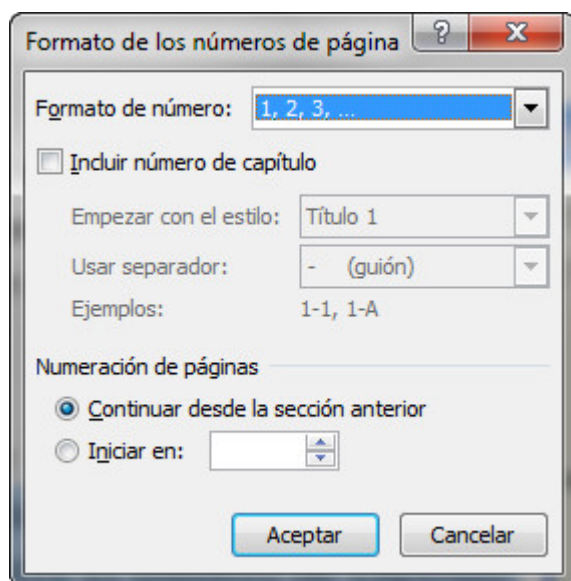 Formato de los números de página
Formato de número: 1, 2, 3, ...
Incluir número de capítulo
Empezar con el estilo: Título 1
Usar separador: - (guión)
Ejemplos: 1-1, 1-A
Numeración de páginas
Continuar desde la sección anterior
Iniciar en:
Aceptar Cancelar